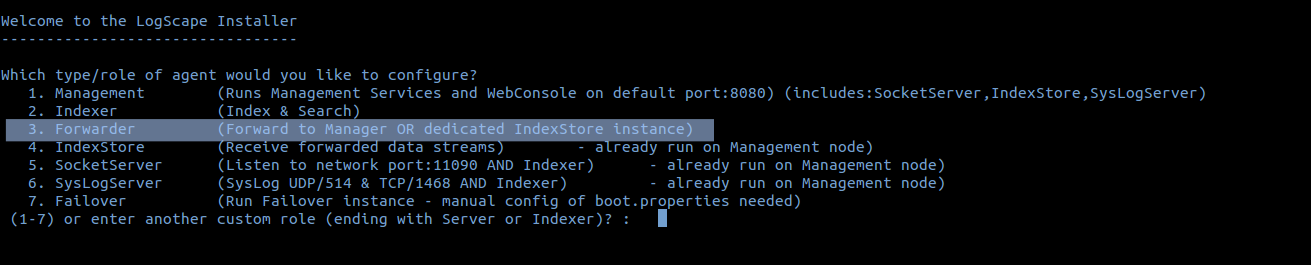 Welcome to the LogScape Installer
---------------------------------
Which type/role of agent would you like to configure?
1. Management (Runs Management Services and WebConsole on default port:8080) (includes:SocketServer,IndexStore,SysLogServer)
2. Indexer (Index & Search)
3. Forwarder (Forward to Manager OR dedicated IndexStore instance)
4. IndexStore (Receive forwarded data streams) - already run on Management node)
5. SocketServer (Listen to network port:11090 AND Indexer) - already run on Management node)
6. SysLogServer (SysLog UDP/514 & TCP/1468 AND Indexer) - already run on Management node)
7. Failover (Run Failover instance - manual config of boot.properties needed)
(1-7) or enter another custom role (ending with Server or Indexer)? :